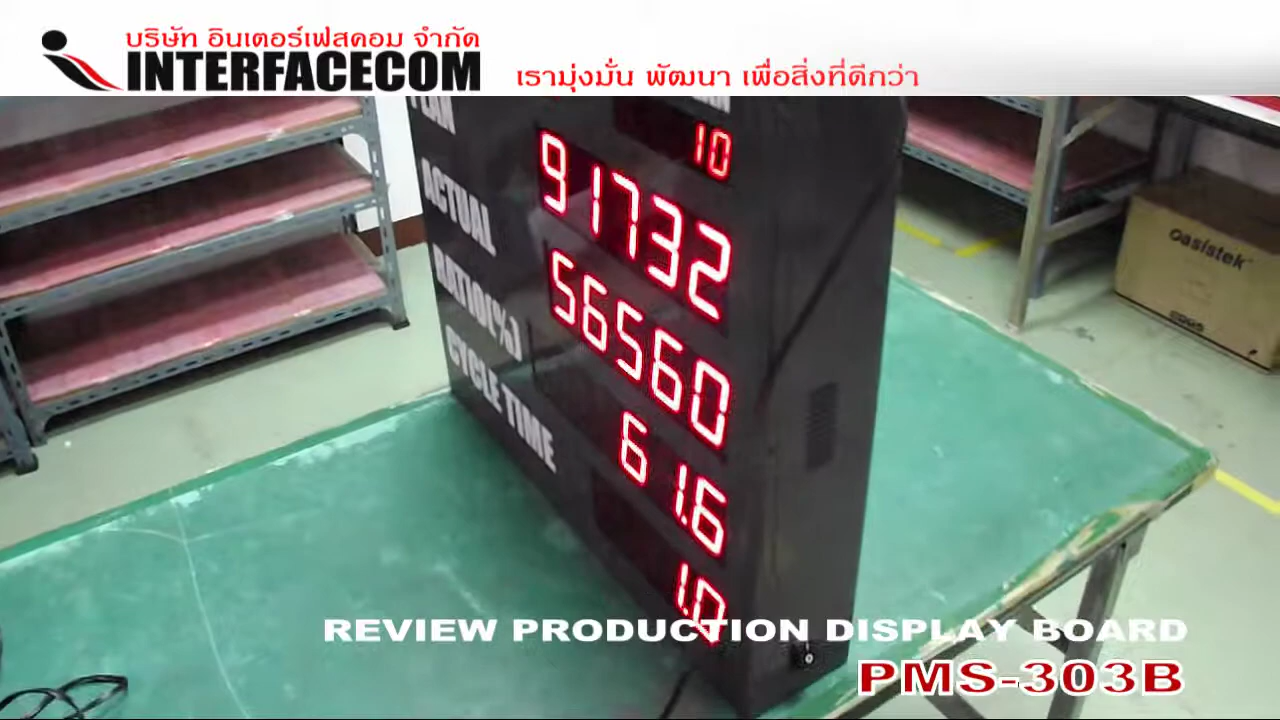 บริษัท อินเตอร์เฟสคอม จำกัด
INTERFACECOM
เรามุ่งมั่น พัฒนา เพื่อสิ่งที่ดีกว่า
10
PLAN
91732
ACTUAL
56560
RATIO(%)
61.6
CYCLE TIME
1.0
oasistek
REVIEW PRODUCTION DISPLAY BOARD
PMS-303B